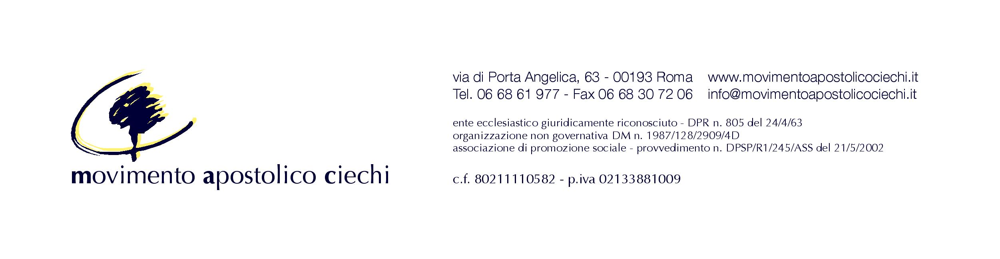 movimento apostolico ciechi
via di Porta Angelica, 63 - 00193 Roma www.movimentoapostolicociechi.it
Tel. 06 68 61 977 - Fax 06 68 30 72 06 info@movimentoapostolicociechi.it
ente ecclesiastico giuridicamente riconosciuto - DPR n. 805 del 24/4/63
organizzazione non governativa DM n. 1987/128/2909/4D
associazione di promozione sociale - provvedimento n. DPSP/R1/245/ASS del 21/5/2002
c.f. 80211110582 - p.iva 02133881009